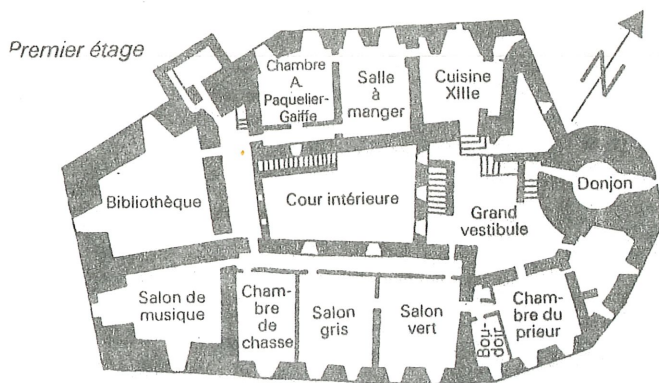 Premier étage
Chambre
A.
Paquelier-
Gaiffe
Salle
à
manger
Cuisine
XIIIe
N
Bibliothèque
Cour intérieure
Grand
vestibule
Donjon
Salon de
musique
Cham-
bre
de
chasse
Salon
gris
Salon
vert
Bou-
doir
Cham-
bre du
prieur